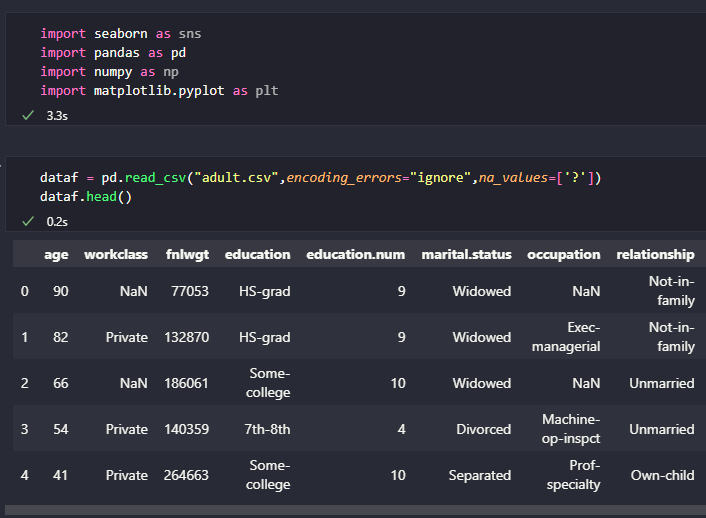 import seaborn as sns
import pandas as pd
import numpy as np
import matplotlib.pyplot as plt
3.3s
dataf = pd.read_csv("adult.csv",encoding_errors="ignore",na_values=['?'])
dataf.head()
0.2s
age workclass fnlwgt education education.num marital.status occupation relationship
0 90 NaN 77053 HS-grad 9 Widowed NaN Not-in-
family
1 82 Private 132870 HS-grad 9 Widowed Exec-
managerial Not-in-
family
2 66 NaN 186061 Some-
college 10 Widowed NaN Unmarried
3 54 Private 140359 7th-8th 4 Divorced Machine-
op-inspct Unmarried
4 41 Private 264663 Some-
college 10 Separated Prof-
specialty Own-child